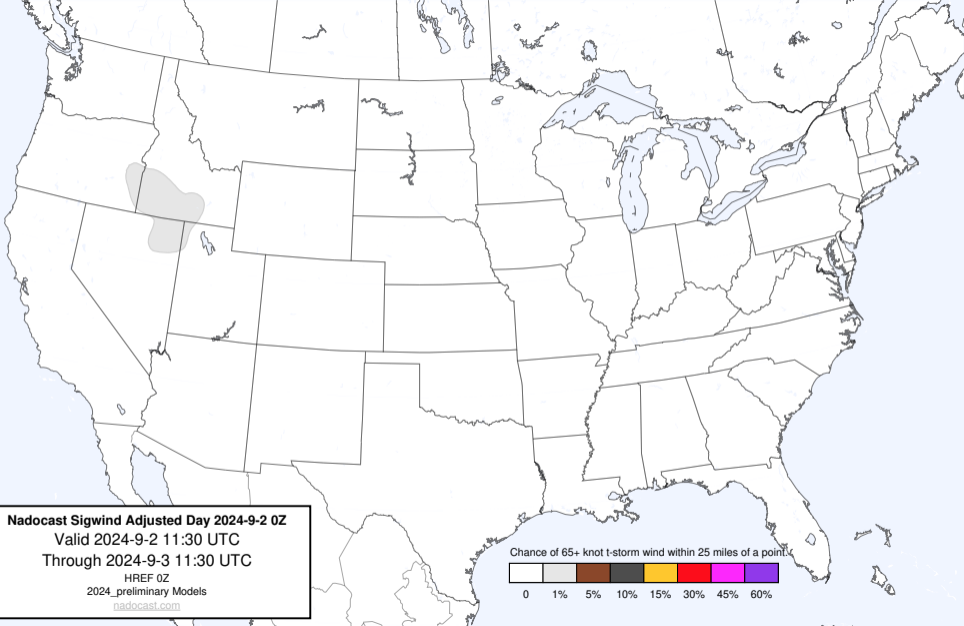 Nadocast Sigwind Adjusted Day 2024-9-2 0Z
Valid 2024-9-2 11:30 UTC
Through 2024-9-3 11:30 UTC
HREF 0Z
2024_preliminary Models
nadocast.com
Chance of 65+ knot t-storm wind within 25 miles of a point.
0 1% 5% 10% 15% 30% 45% 60%